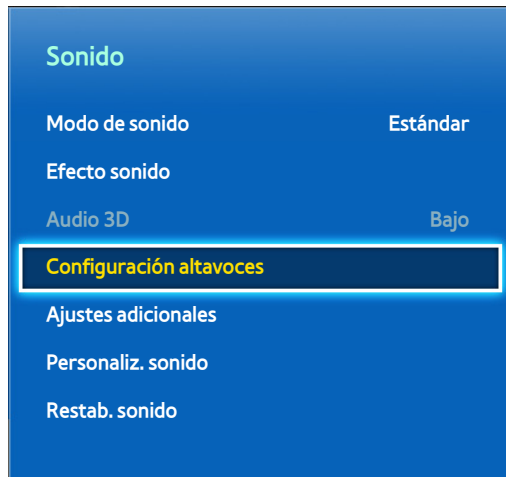 Sonido
Modo de sonido Estándar
Efecto sonido
Audio 3D Bajo
Configuración altavoces
Ajustes adicionales
Personaliz. sonido
Restab. sonido